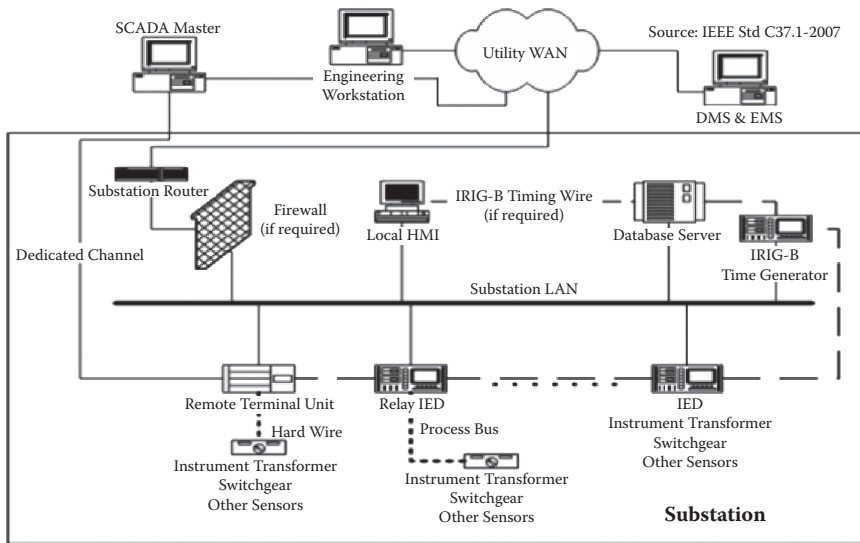 SCADA Master
Engineering
Workstation
Utility WAN
Source: IEEE Std C37.1-2007
DMS & EMS
Substation Router
Firewall
(if required)
Local HMI
IRIG-B Timing Wire
(if required)
Database Server
IRIG-B
Time Generator
Dedicated Channel
Substation LAN
Remote Terminal Unit
Relay IED
IED
Instrument Transformer
Switchgear
Other Sensors
Hard Wire
Instrument Transformer
Switchgear
Other Sensors
Process Bus
Instrument Transformer
Switchgear
Other Sensors
Substation